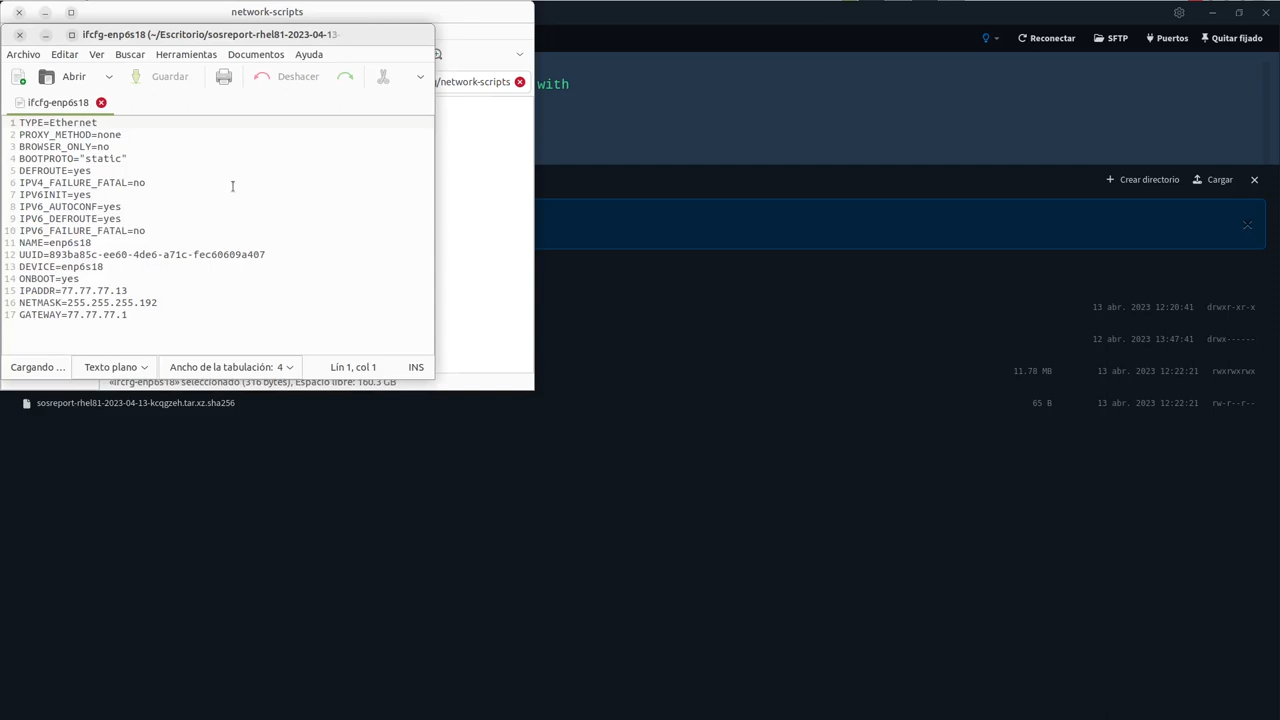 network-scripts
ifcfg-enp6s18 (~/Escritorio/sosreport-rhel81-2023-04-13-
Archivo Editar Ver Buscar Herramientas Documentos Ayuda
Abrir Guardar Deshacer
ifcfg-enp6s18
1 TYPE=Ethernet
2 PROXY_METHOD=none
3 BROWSER_ONLY=no
4 BOOTPROTO="static"
5 DEFROUTE=yes
6 IPV4_FAILURE_FATAL=no
7 IPV6INIT=yes
8 IPV6_AUTOCONF=yes
9 IPV6_DEFROUTE=yes
10 IPV6_FAILURE_FATAL=no
11 NAME=enp6s18
12 UUID=893ba85c-ee60-4de6-a71c-fec60609a407
13 DEVICE=enp6s18
14 ONBOOT=yes
15 IPADDR=77.77.77.13
16 NETMASK=255.255.255.192
17 GATEWAY=77.77.77.1
Cargando ... Texto plano Ancho de la tabulación: 4 Lín 1, col 1 INS
/network-scripts
«ifcfg-enp6s18» seleccionado (316 bytes), Espacio libre: 160.3 GB
Reconectar SFTP Puertos Quitar fijado
with
Crear directorio Cargar
13 abr. 2023 12:20:41 drwxr-xr-x
12 abr. 2023 13:47:41 drwx------
11.78 MB 13 abr. 2023 12:22:21 rwxrwxrwx
sosreport-rhel81-2023-04-13-kcqgzeh.tar.xz.sha256 65 B 13 abr. 2023 12:22:21 rw-r--r--